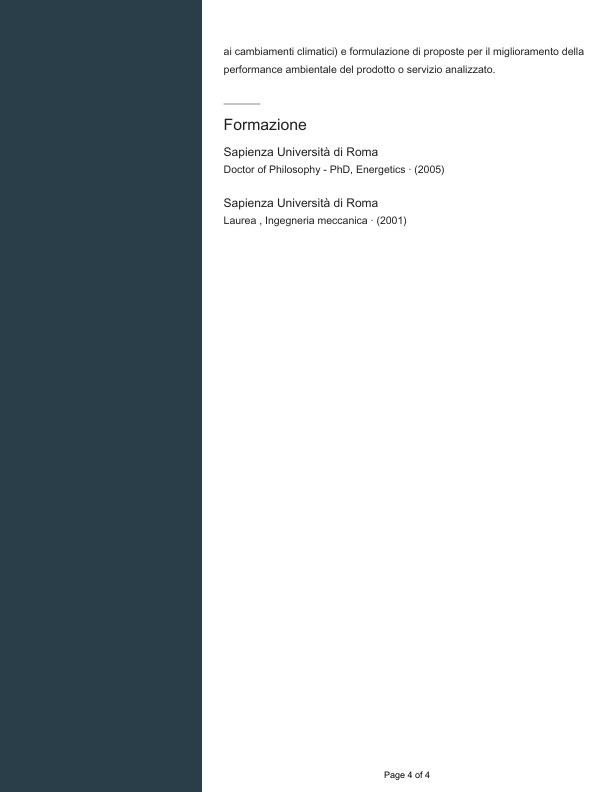 ai cambiamenti climatici) e formulazione di proposte per il miglioramento della
performance ambientale del prodotto o servizio analizzato.
Formazione
Sapienza Università di Roma
Doctor of Philosophy - PhD, Energetics · (2005)
Sapienza Università di Roma
Laurea , Ingegneria meccanica · (2001)
Page 4 of 4